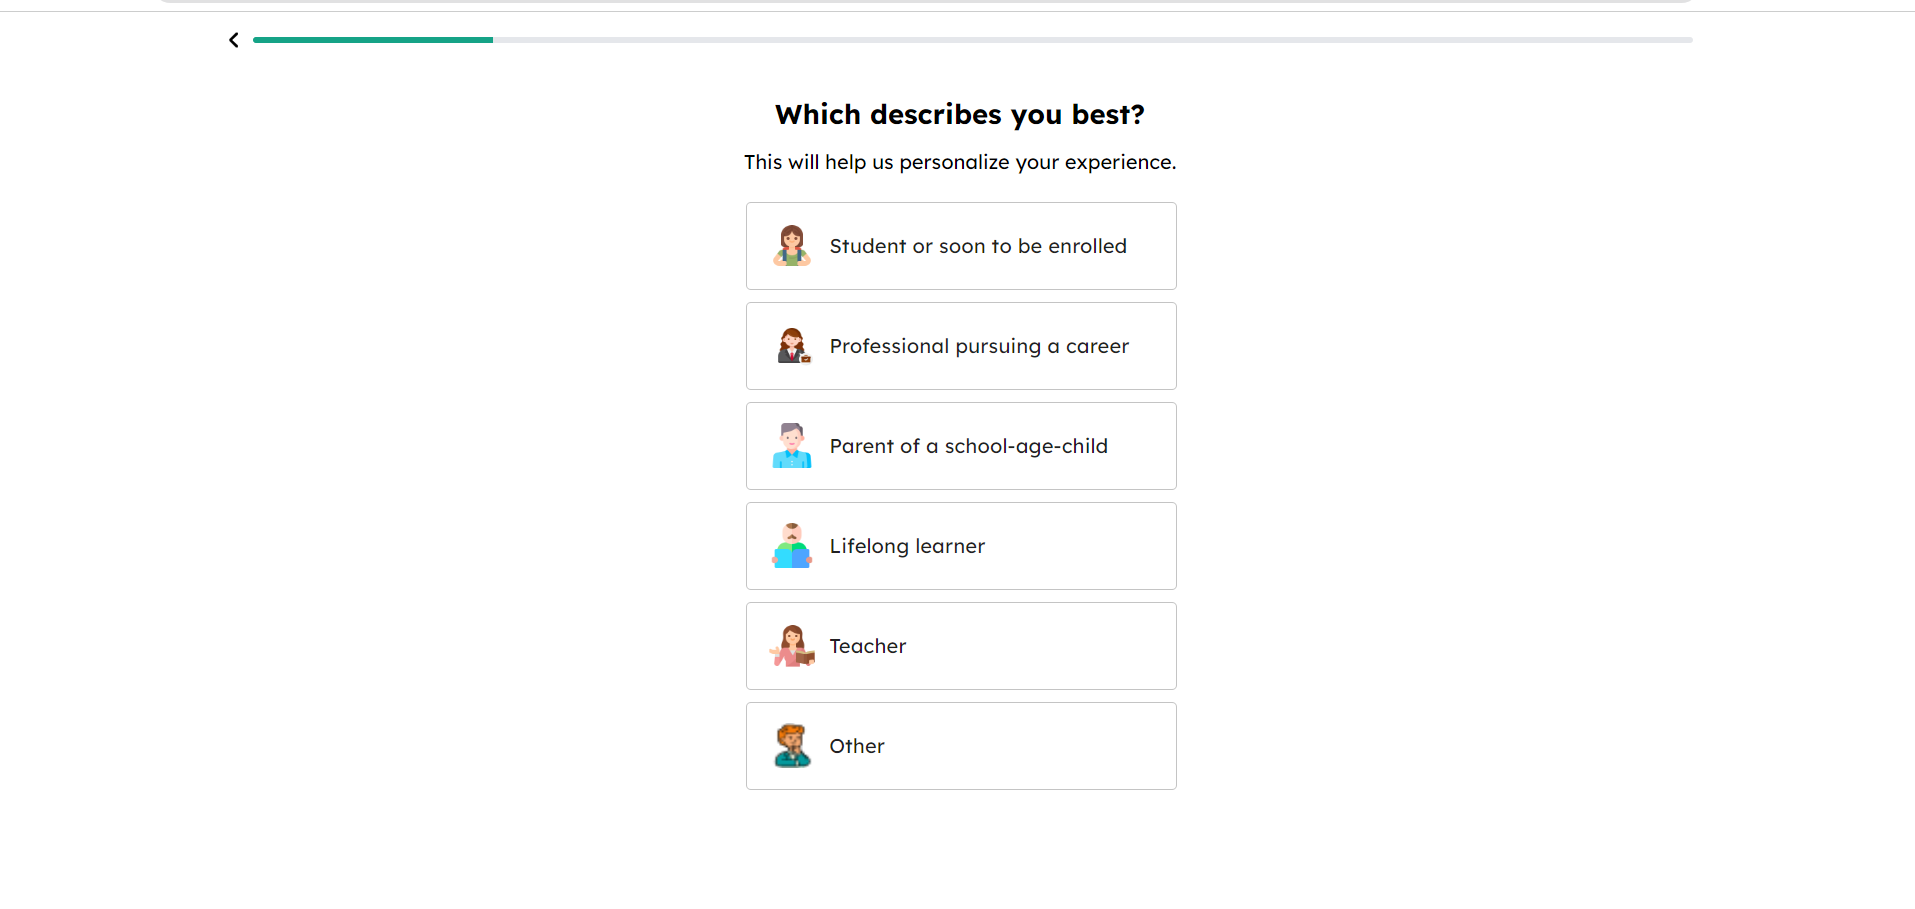 Which describes you best?
This will help us personalize your experience.
Student or soon to be enrolled
Professional pursuing a career
Parent of a school-age-child
Lifelong learner
Teacher
Other